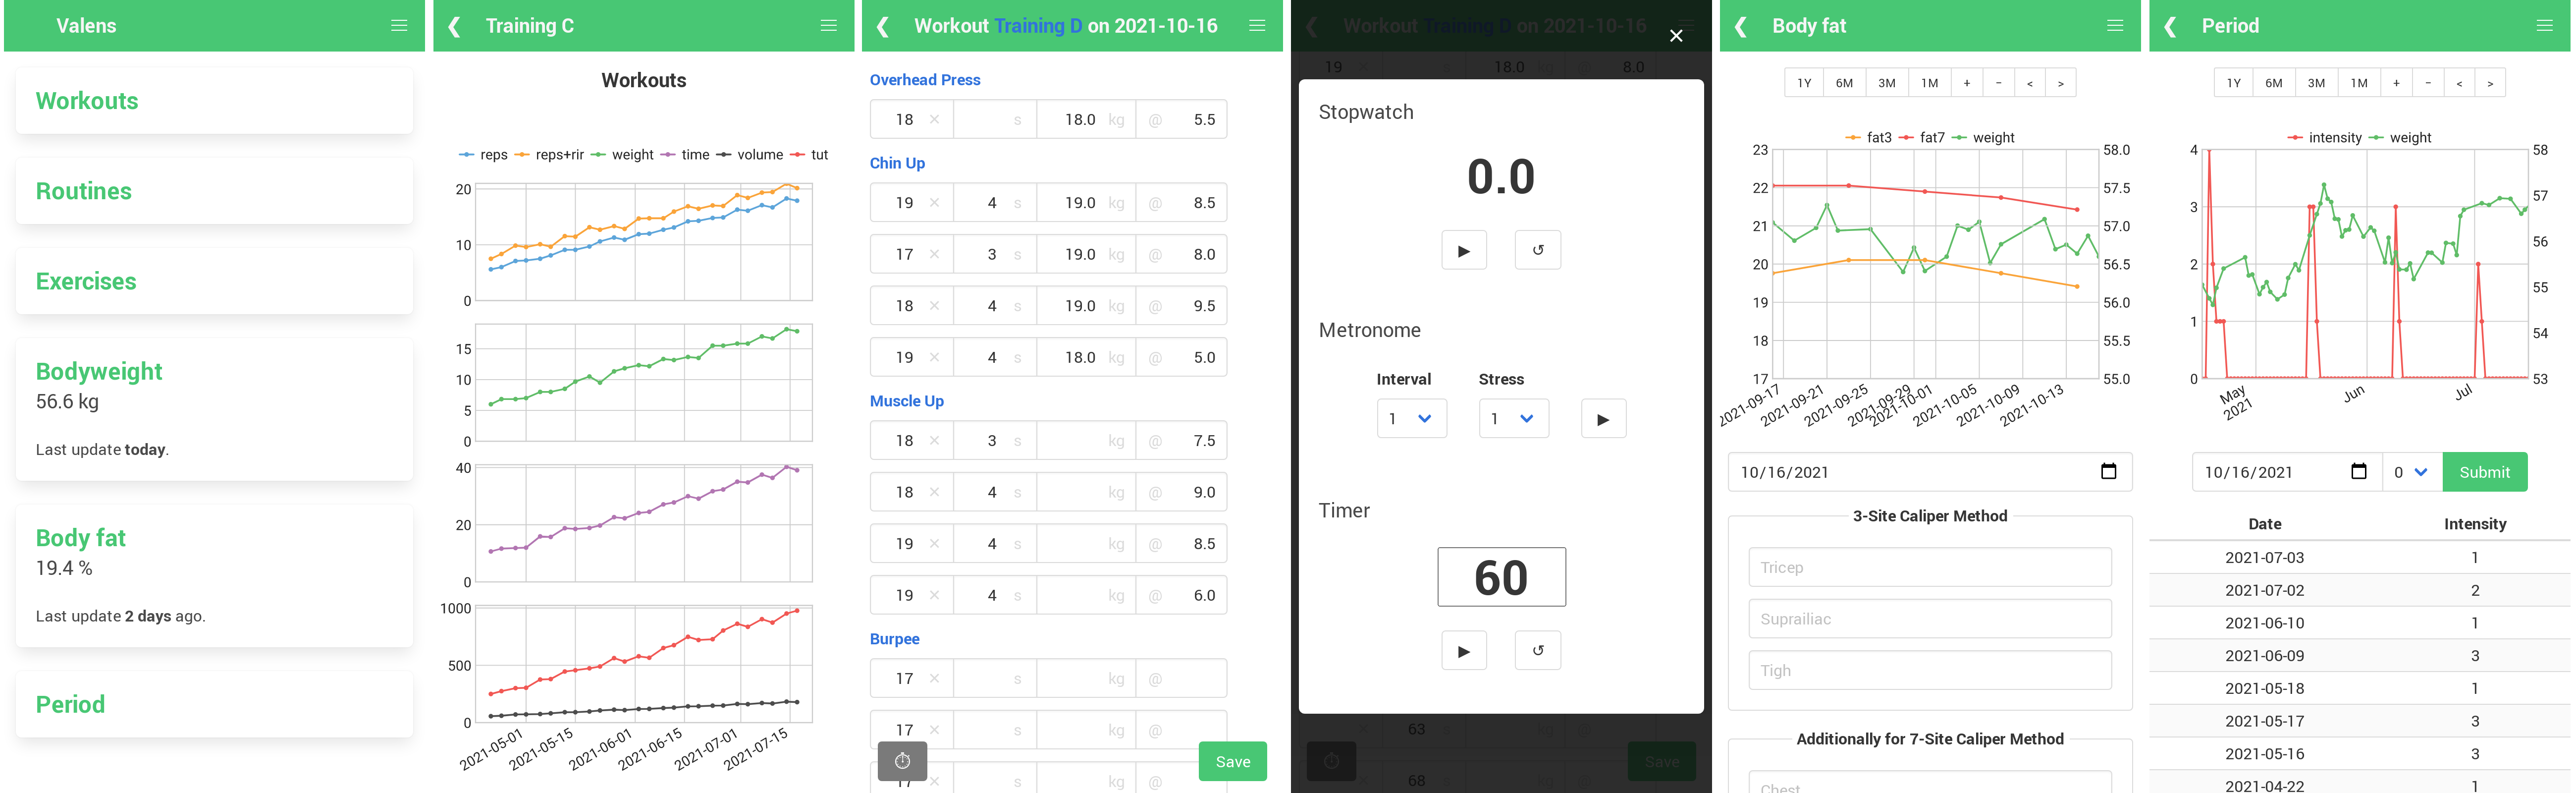 Valens
Workouts
Routines
Exercises
Bodyweight
56.6 kg
Last update today.
Body fat
19.4 %
Last update 2 days ago.
Period
❮ Training C
Workouts
reps reps+rir weight time volume tut
20
10
0
15
10
5
0
40
20
0
1000
500
0
2021-05-01 2021-05-15 2021-06-01 2021-06-15 2021-07-01 2021-07-15
❮ Workout Training D on 2021-10-16
Overhead Press
18 × s 18.0 kg @ 5.5
Chin Up
19 × 4 s 19.0 kg @ 8.5
17 × 3 s 19.0 kg @ 8.0
18 × 4 s 19.0 kg @ 9.5
19 × 4 s 18.0 kg @ 5.0
Muscle Up
18 × 3 s kg @ 7.5
18 × 4 s kg @ 9.0
19 × 4 s kg @ 8.5
19 × 4 s kg @ 6.0
Burpee
17 × s kg @
17 × s kg @
17 × s kg @
Save
❮ Workout Training D on 2021-10-16
19 × s 18.0 kg @ 8.0
Stopwatch
0.0
▶ ↺
Metronome
Interval Stress
1 1 ▶
Timer
60
▶ ↺
63 s kg @
68 s kg @
Save
❮ Body fat
1Y 6M 3M 1M + − < >
fat3 fat7 weight
23 58.0
22 57.5
21 57.0
20 56.5
19 56.0
18 55.5
17 55.0
2021-09-17 2021-09-21 2021-09-25 2021-09-29 2021-10-01 2021-10-05 2021-10-09 2021-10-13
10/16/2021
3-Site Caliper Method
Tricep
Suprailiac
Tigh
Additionally for 7-Site Caliper Method
Chest
❮ Period
1Y 6M 3M 1M + − < >
intensity weight
4 58
3 57
56
2
55
1
54
0 53
May Jun Jul
2021
10/16/2021 0 Submit
Date Intensity
2021-07-03 1
2021-07-02 2
2021-06-10 1
2021-06-09 3
2021-05-18 1
2021-05-17 3
2021-05-16 3
2021-04-22 1